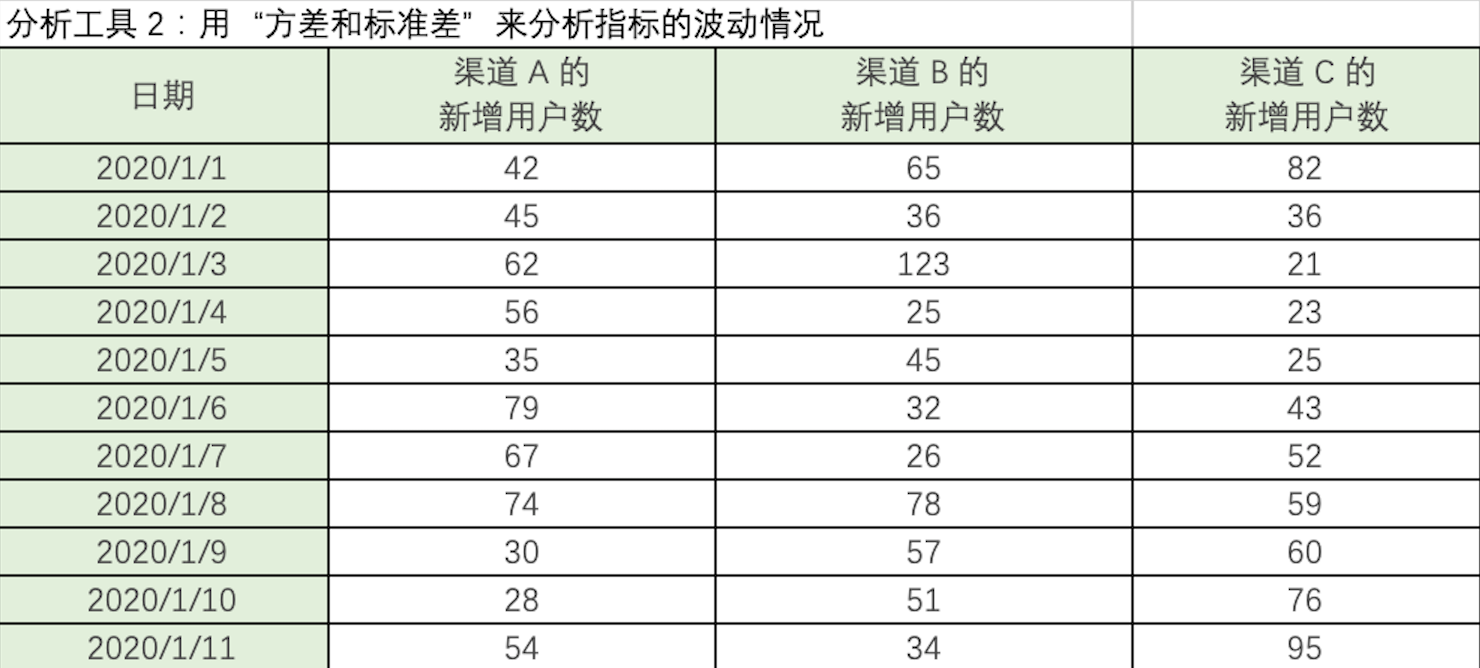 分析工具2：用 “方差和标准差” 来分析指标的波动情况
日期 渠道 A 的 新增用户数 渠道 B 的 新增用户数 渠道 C 的 新增用户数
2020/1/1 42 65 82
2020/1/2 45 36 36
2020/1/3 62 123 21
2020/1/4 56 25 23
2020/1/5 35 45 25
2020/1/6 79 32 43
2020/1/7 67 26 52
2020/1/8 74 78 59
2020/1/9 30 57 60
2020/1/10 28 51 76
2020/1/11 54 34 95